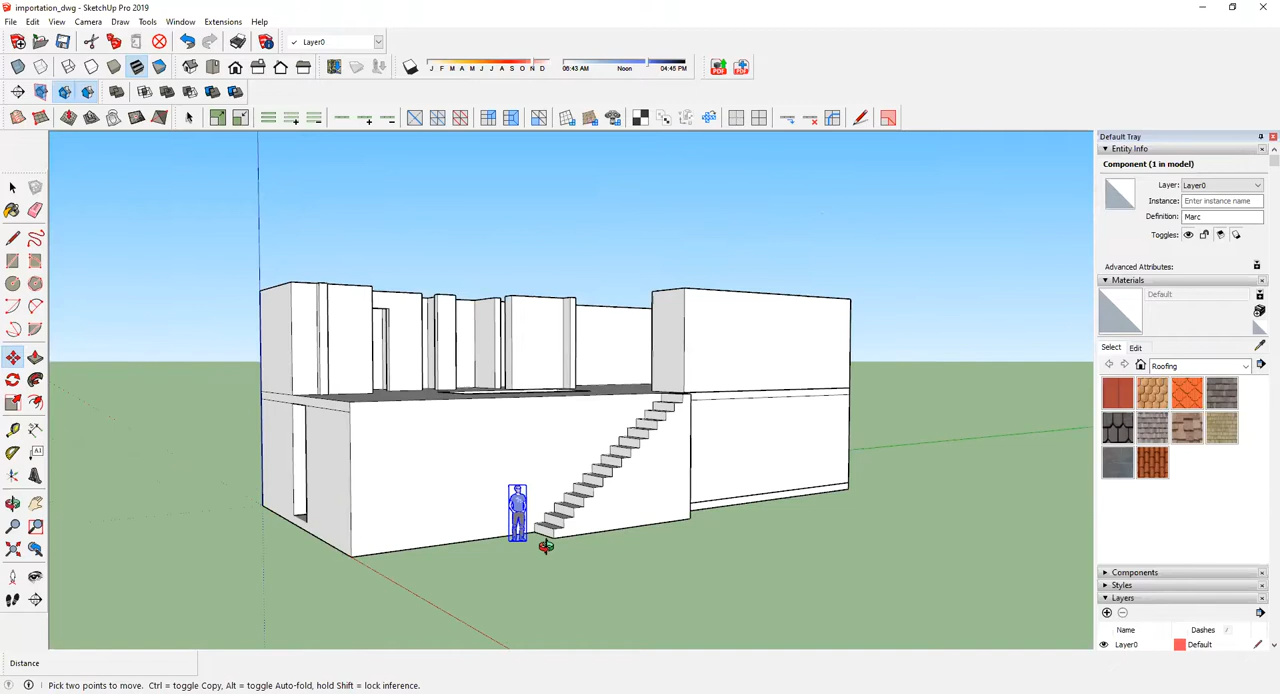 importation_dwg - SketchUp Pro 2019
File Edit View Camera Draw Tools Window Extensions Help
Layer0
J F M A M J J A S O N D 06:43 AM Noon 04:45 PM
PDF PDF
Default Tray
Entity Info
Component (1 in model)
Layer: Layer0
Instance: Enter instance name
Definition: Marc
Toggles:
Advanced Attributes:
Materials
Default
Select Edit
Roofing
Components
Styles
Layers
Name Dashes
Layer0 Default
Distance
Pick two points to move. Ctrl = toggle Copy, Alt = toggle Auto-fold, hold Shift = lock inference.